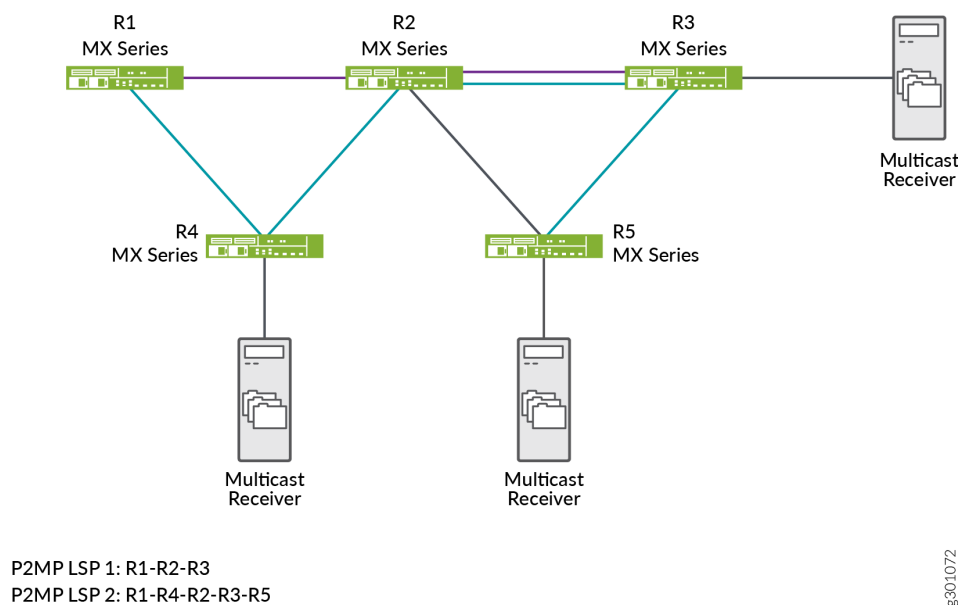 R1
MX Series
R2
MX Series
R3
MX Series
Multicast
Receiver
R4
MX Series
R5
MX Series
Multicast
Receiver
Multicast
Receiver
P2MP LSP 1: R1-R2-R3
P2MP LSP 2: R1-R4-R2-R3-R5
g301072